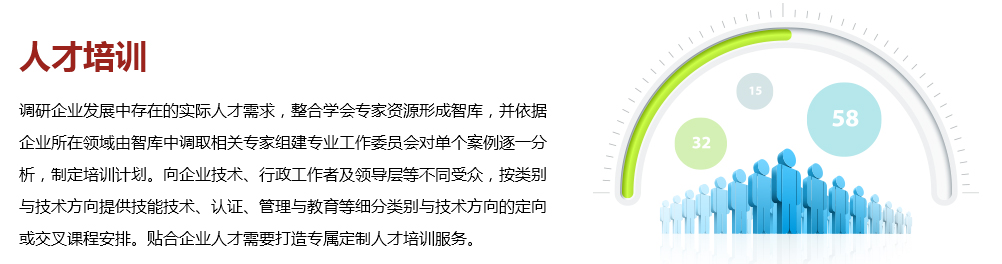 人才培训
调研企业发展中存在的实际人才需求，整合学会专家资源形成智库，并依据
企业所在领域由智库中调取相关专家组建专业工作委员会对单个案例逐一分
析，制定培训计划。向企业技术、行政工作者及领导层等不同受众，按类别
与技术方向提供技能技术、认证、管理与教育等细分类别与技术方向的定向
或交叉课程安排。贴合企业人才需要打造专属定制人才培训服务。
15
58
32